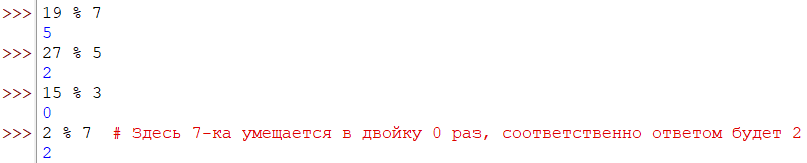 >>> 19 % 7
5
>>> 27 % 5
2
>>> 15 % 3
0
>>> 2 % 7  # Здесь 7-ка умещается в двойку 0 раз, соответственно ответом будет 2
2